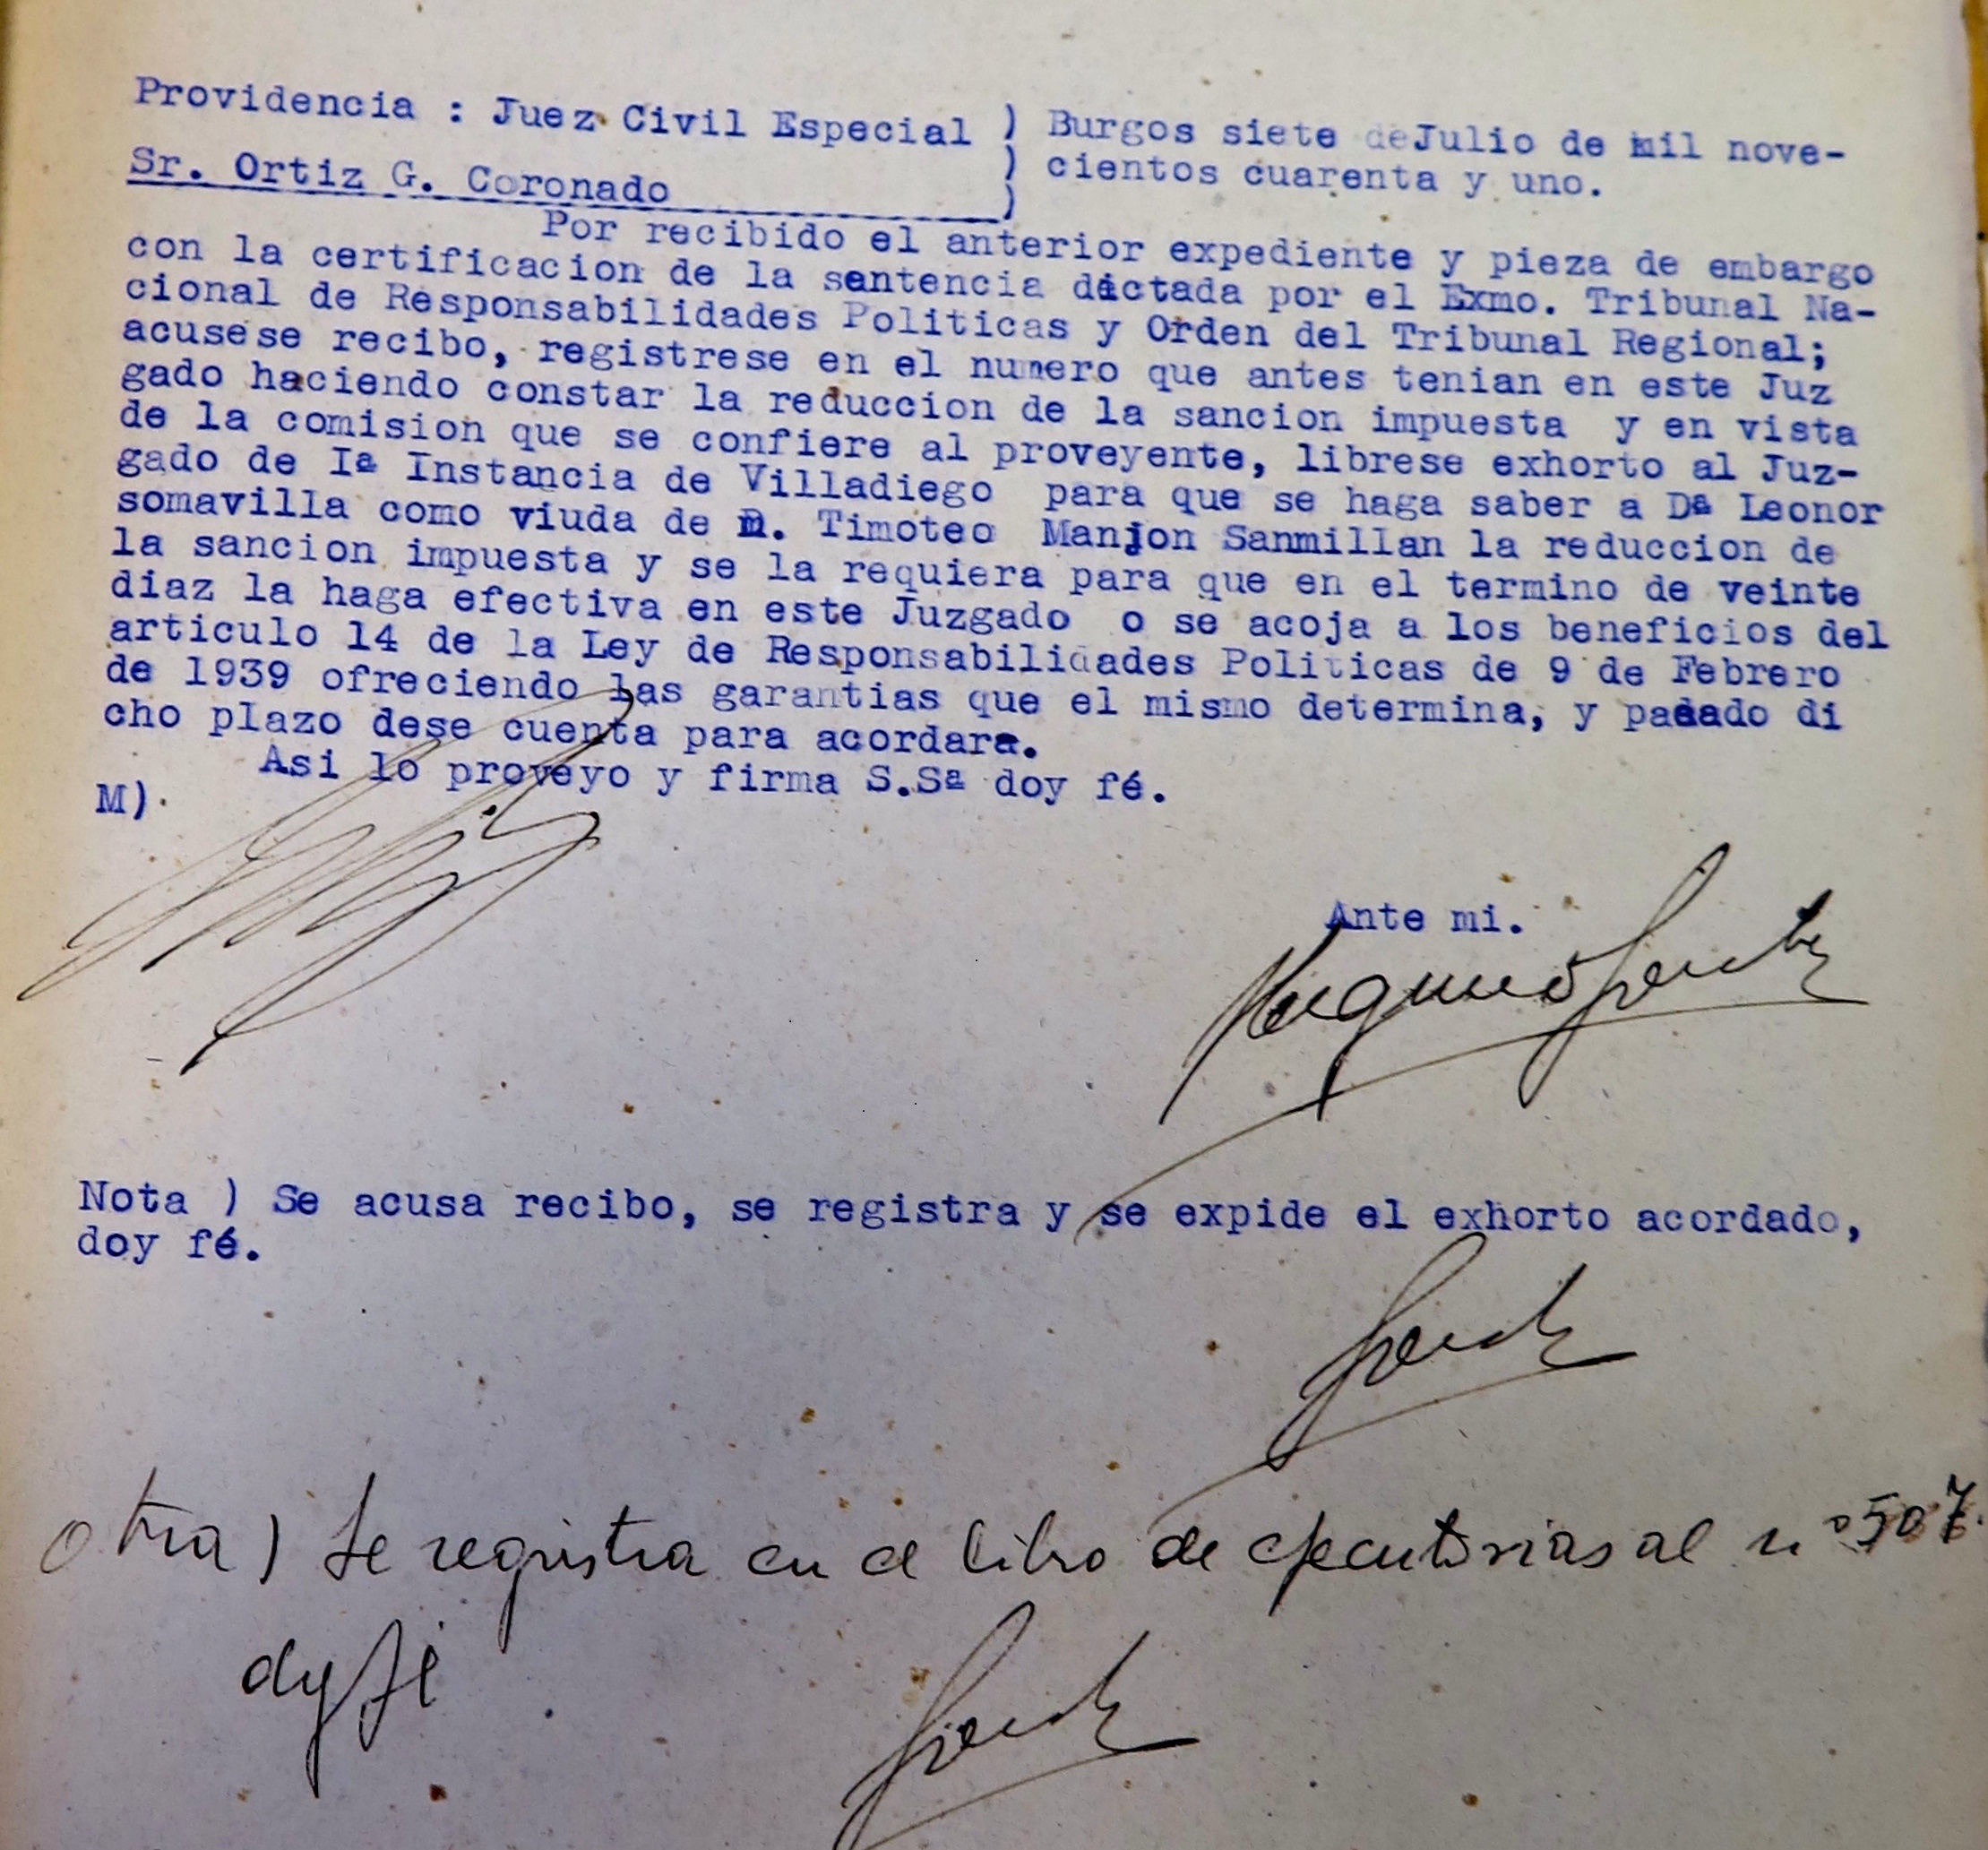 Providencia : Juez Civil Especial ) Burgos siete deJulio de mil nove-
Sr. Ortiz G. Coronado ) cientos cuarenta y uno.
)
Por recibido el anterior expediente y pieza de embargo
con la certificacion de la sentencia dictada por el Exmo. Tribunal Na-
cional de Responsabilidades Politicas y Orden del Tribunal Regional;
acusese recibo, registrese en el numero que antes tenian en este Juz
gado haciendo constar la reduccion de la sancion impuesta y en vista
de la comision que se confiere al proveyente, librese exhorto al Juz-
gado de Iª Instancia de Villadiego para que se haga saber a Dª Leonor
somavilla como viuda de D. Timoteo Manjon Sanmillan la reduccion de
la sancion impuesta y se la requiera para que en el termino de veinte
diaz la haga efectiva en este Juzgado o se acoja a los beneficios del
articulo 14 de la Ley de Responsabilidades Politicas de 9 de Febrero
de 1939 ofreciendo las garantias que el mismo determina, y pasado di
cho plazo dese cuenta para acordara.
Asi lo proveyo y firma S.Sª doy fé.
M)
Ante mi.
Nota ) Se acusa recibo, se registra y se expide el exhorto acordado,
doy fé.
Otra ) Se registra en el libro de ejecutorias al nº 507.
doy fé